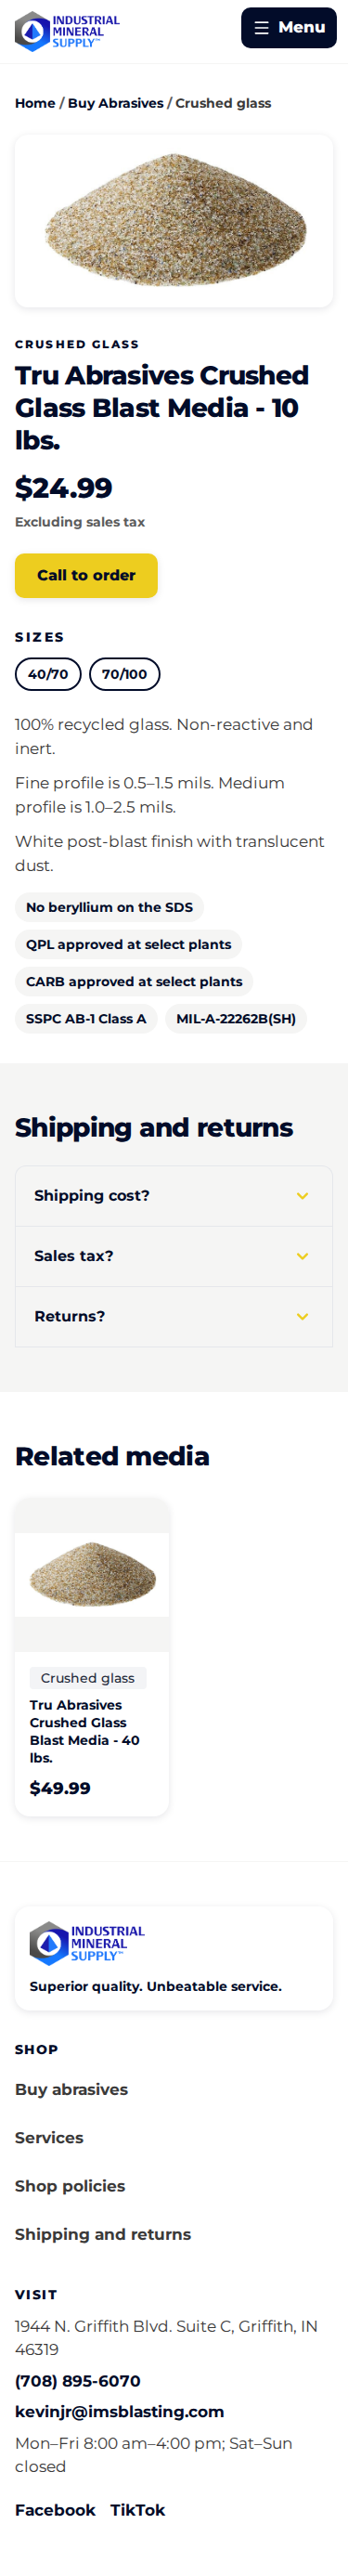 INDUSTRIAL
MINERAL
SUPPLY™
Menu
Home / Buy Abrasives / Crushed glass
CRUSHED GLASS
Tru Abrasives Crushed
Glass Blast Media - 10
lbs.
$24.99
Excluding sales tax
Call to order
SIZES
40/70
70/100
100% recycled glass. Non-reactive and
inert.
Fine profile is 0.5–1.5 mils. Medium
profile is 1.0–2.5 mils.
White post-blast finish with translucent
dust.
No beryllium on the SDS
QPL approved at select plants
CARB approved at select plants
SSPC AB-1 Class A
MIL-A-22262B(SH)
Shipping and returns
Shipping cost?
Sales tax?
Returns?
Related media
Crushed glass
Tru Abrasives
Crushed Glass
Blast Media - 40
lbs.
$49.99
INDUSTRIAL
MINERAL
SUPPLY™
Superior quality. Unbeatable service.
SHOP
Buy abrasives
Services
Shop policies
Shipping and returns
VISIT
1944 N. Griffith Blvd. Suite C, Griffith, IN
46319
(708) 895-6070
kevinjr@imsblasting.com
Mon–Fri 8:00 am–4:00 pm; Sat–Sun
closed
Facebook TikTok